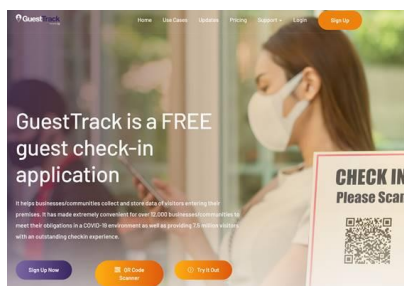 GuestTrack
Home Use Cases Updates Pricing Support Login Sign Up
GuestTrack is a FREE
guest check-in
application
It helps businesses/communities collect and store data of visitors entering their
premises. It has made extremely convenient for over 12,000 businesses/communities to
meet their obligations in a COVID-19 environment as well as providing 7.5 million visitors
with an outstanding checkin experience.
Sign Up Now
QR Code
Scanner
Try It Out
CHECK IN
Please Scan